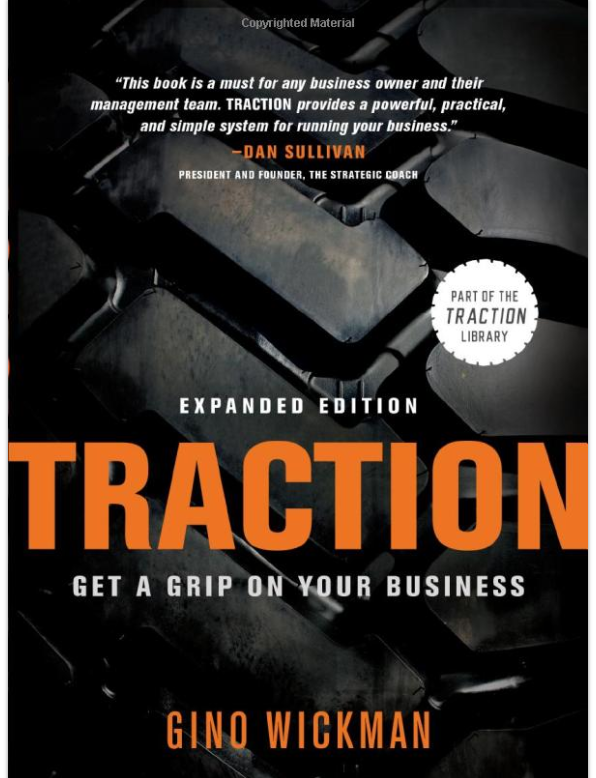 Copyrighted Material
“This book is a must for any business owner and their
management team. TRACTION provides a powerful, practical,
and simple system for running your business.”
–DAN SULLIVAN
PRESIDENT AND FOUNDER, THE STRATEGIC COACH
PART OF THE
TRACTION
LIBRARY
EXPANDED EDITION
TRACTION
GET A GRIP ON YOUR BUSINESS
GINO WICKMAN